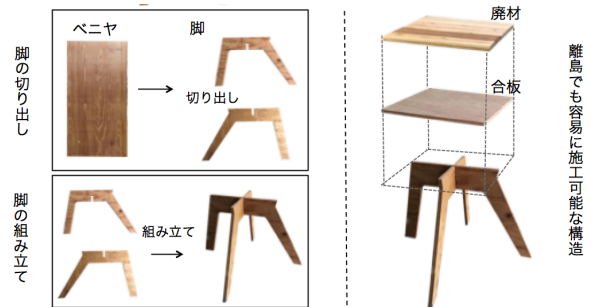 脚の切り出し
ベニヤ
脚
切り出し
脚の組み立て
組み立て
廃材
合板
離島でも容易に施工可能な構造